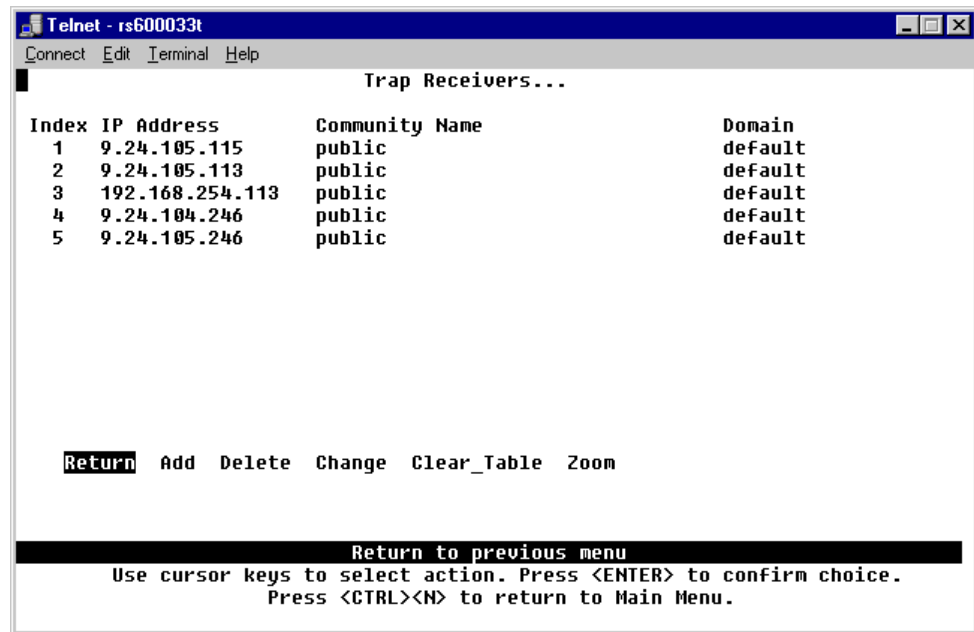 Telnet - rs600033t
Connect Edit Terminal Help
Trap Receivers...
Index IP Address Community Name Domain
1 9.24.105.115 public default
2 9.24.105.113 public default
3 192.168.254.113 public default
4 9.24.104.246 public default
5 9.24.105.246 public default
Return Add Delete Change Clear_Table Zoom
Return to previous menu
Use cursor keys to select action. Press <ENTER> to confirm choice.
Press <CTRL><N> to return to Main Menu.